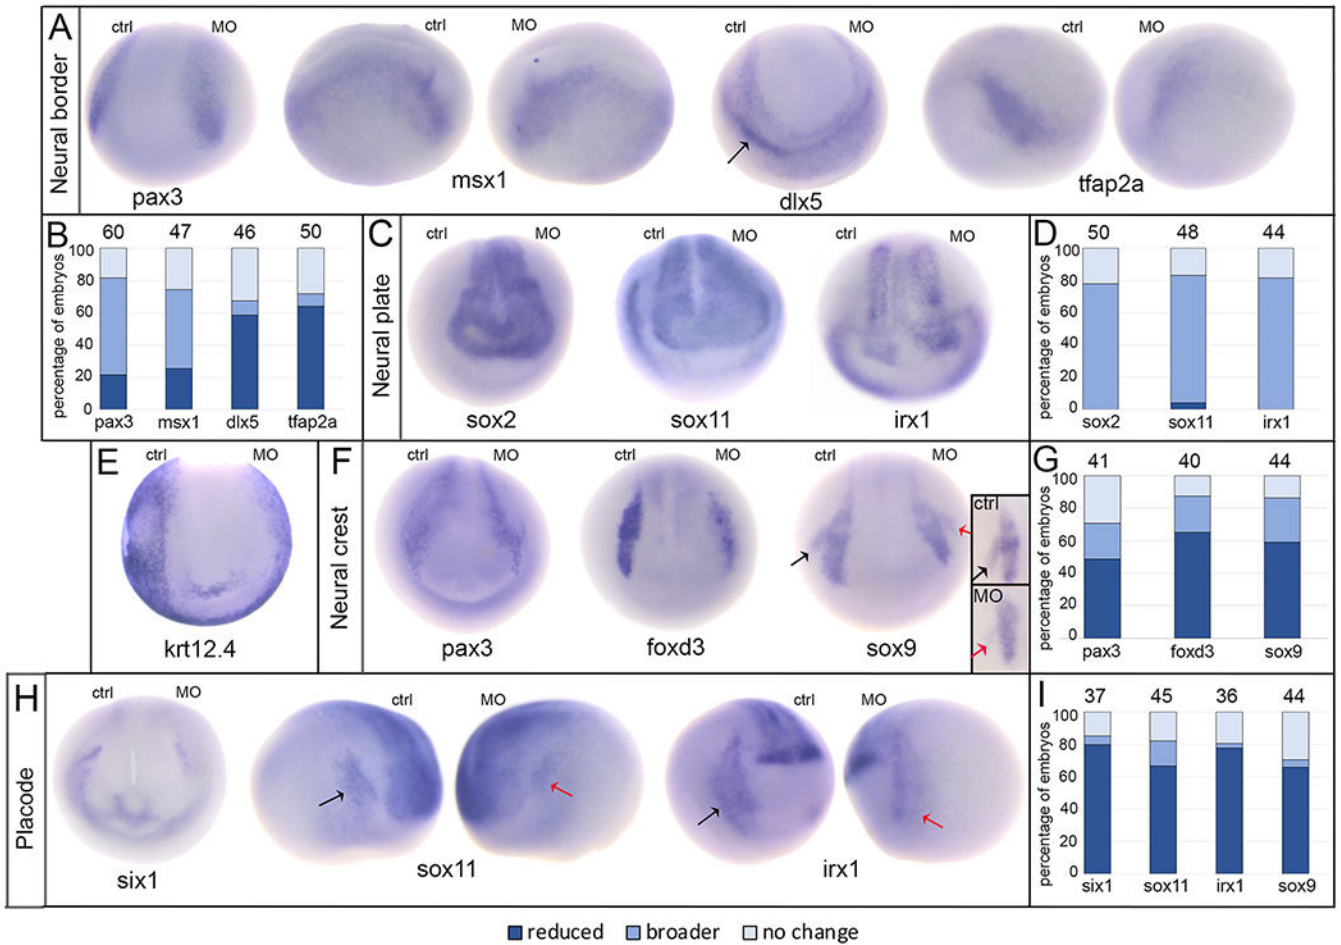 A
Neural border
ctrl MO ctrl MO ctrl MO ctrl MO
pax3 msx1 dlx5 tfap2a
B
60 47 46 50
percentage of embryos
100
80
60
40
20
0
pax3 msx1 dlx5 tfap2a
C
Neural plate
ctrl MO ctrl MO ctrl MO
sox2 sox11 irx1
D
50 48 44
percentage of embryos
100
80
60
40
20
0
sox2 sox11 irx1
E
ctrl MO
krt12.4
F
Neural crest
ctrl MO ctrl MO ctrl MO
ctrl
MO
pax3 foxd3 sox9
G
41 40 44
percentage of embryos
100
80
60
40
20
0
pax3 foxd3 sox9
H
Placode
ctrl MO ctrl MO ctrl MO
six1 sox11 irx1
I
37 45 36 44
percentage of embryos
100
80
60
40
20
0
six1 sox11 irx1 sox9
reduced broader no change